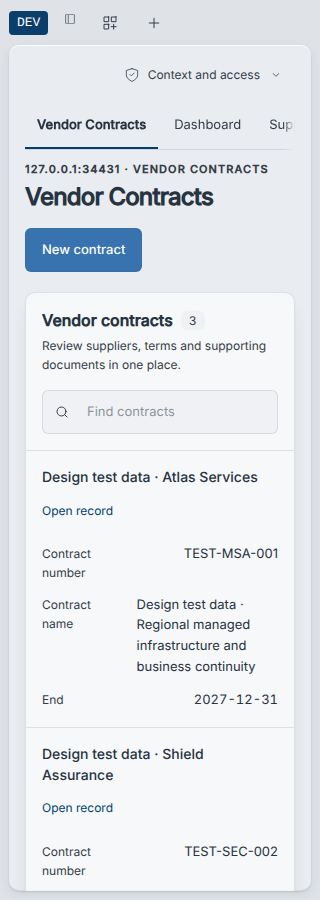 DEV
Context and access
Vendor Contracts Dashboard Sup
127.0.0.1:34431 · VENDOR CONTRACTS
Vendor Contracts
New contract
Vendor contracts 3
Review suppliers, terms and supporting
documents in one place.
Find contracts
Design test data · Atlas Services
Open record
Contract TEST-MSA-001
number
Contract Design test data ·
name Regional managed
infrastructure and
business continuity
End 2027-12-31
Design test data · Shield
Assurance
Open record
Contract TEST-SEC-002
number